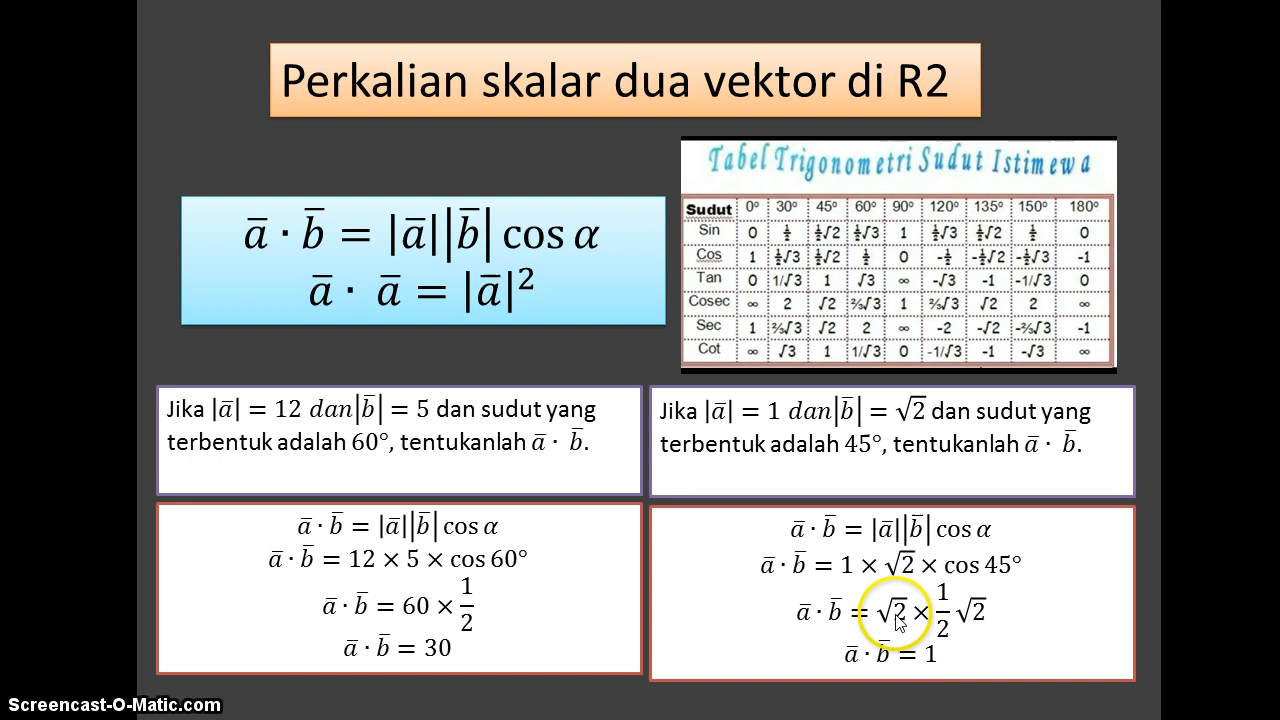 Perkalian skalar dua vektor di R2
a̅ · b̅ = |a̅||b̅| cos α
a̅ · a̅ = |a̅|²
Tabel Trigonometri Sudut Istimewa
Sudut 0° 30° 45° 60° 90° 120° 135° 150° 180°
Sin 0 ½ ½√2 ½√3 1 ½√3 ½√2 ½ 0
Cos 1 ½√3 ½√2 ½ 0 -½ -½√2 -½√3 -1
Tan 0 1/√3 1 √3 ∞ -√3 -1 -1/√3 0
Cosec ∞ 2 √2 ⅔√3 1 ⅔√3 √2 2 ∞
Sec 1 ⅔√3 √2 2 ∞ -2 -√2 -⅔√3 -1
Cot ∞ √3 1 1/√3 0 -1/√3 -1 -√3 ∞
Jika |a̅| = 12 dan|b̅| = 5 dan sudut yang
terbentuk adalah 60°, tentukanlah a̅ · b̅.
a̅ · b̅ = |a̅||b̅| cos α
a̅ · b̅ = 12 × 5 × cos 60°
a̅ · b̅ = 60 × 1/2
a̅ · b̅ = 30
Jika |a̅| = 1 dan|b̅| = √2 dan sudut yang
terbentuk adalah 45°, tentukanlah a̅ · b̅.
a̅ · b̅ = |a̅||b̅| cos α
a̅ · b̅ = 1 × √2 × cos 45°
a̅ · b̅ = √2 × 1/2 √2
a̅ · b̅ = 1
Screencast-O-Matic.com